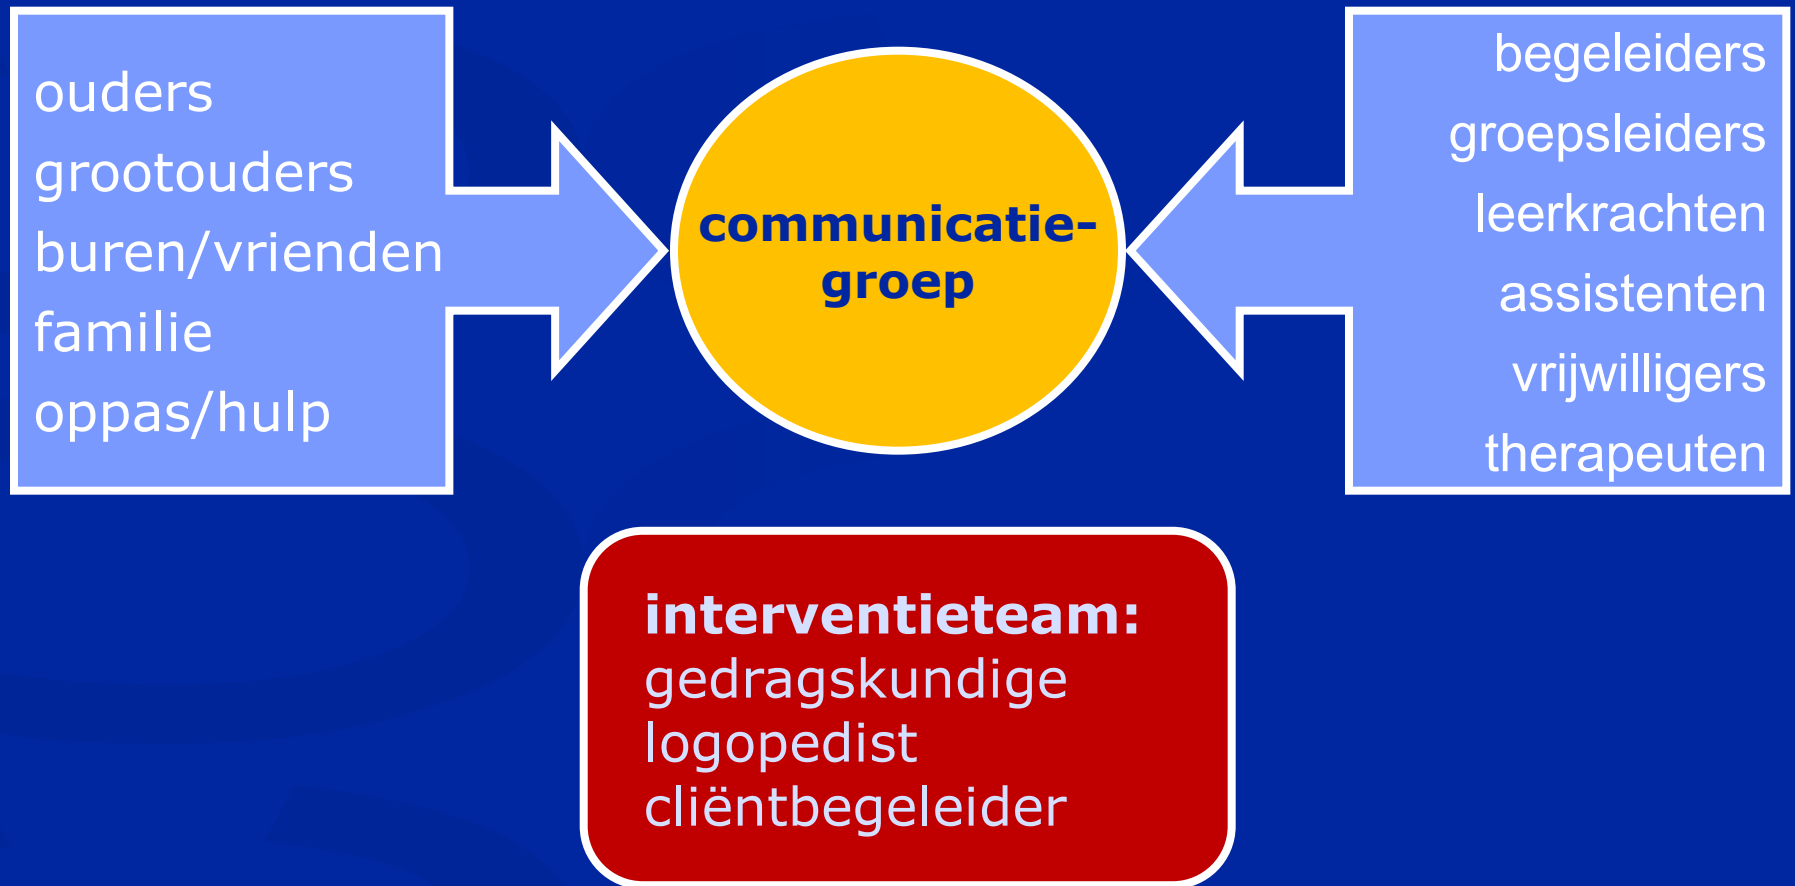 ouders
grootouders
buren/vrienden
familie
oppas/hulp
communicatie-
groep
begeleiders
groepsleiders
leerkrachten
assistenten
vrijwilligers
therapeuten
interventieteam:
gedragskundige
logopedist
cliëntbegeleider